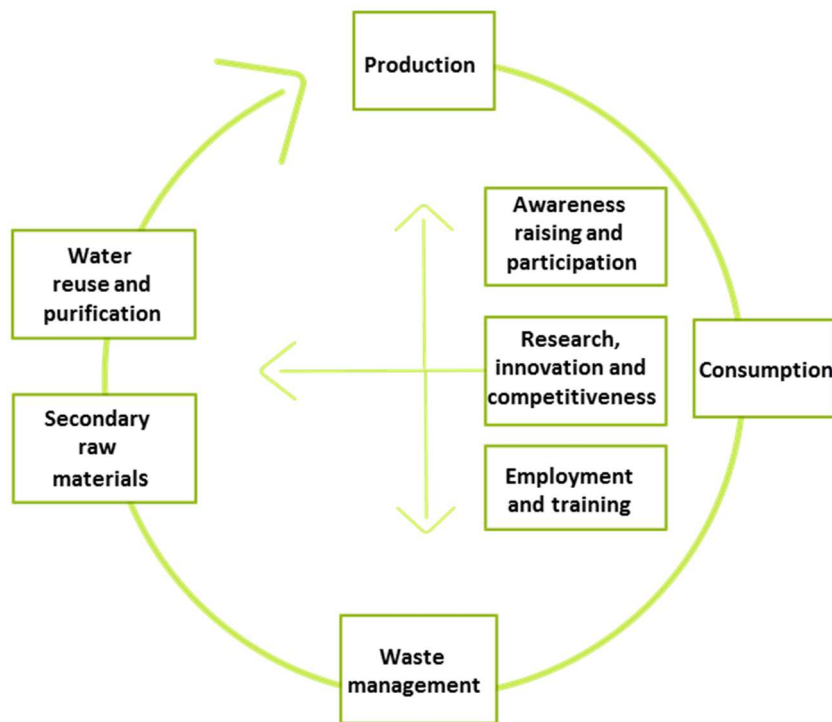 Production
Awareness
raising and
participation
Water
reuse and
purification
Research,
innovation and
competitiveness
Consumption
Secondary
raw
materials
Employment
and training
Waste
management